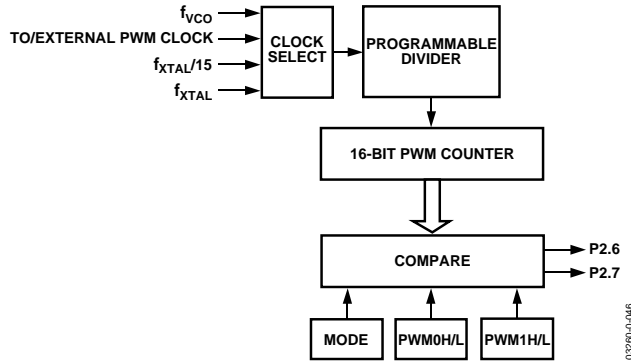 fVCO
TO/EXTERNAL PWM CLOCK
fXTAL/15
fXTAL
CLOCK
SELECT
PROGRAMMABLE
DIVIDER
16-BIT PWM COUNTER
COMPARE
P2.6
P2.7
MODE
PWM0H/L
PWM1H/L
03260-0-046